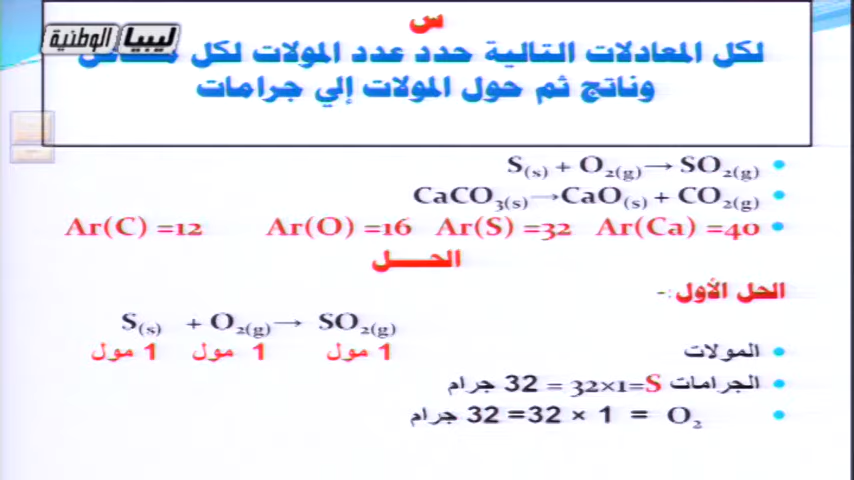 ليبيا الوطنية
س
لكل المعادلات التالية حدد عدد المولات لكل
وناتج ثم حول المولات إلي جرامات
S(s) + O₂(g) → SO₂(g)
CaCO₃(s) → CaO(s) + CO₂(g)
Ar(C) =12 Ar(O) =16 Ar(S) =32 Ar(Ca) =40
الحـــل
الحل الأول:-
S(s) + O₂(g) → SO₂(g)
المولات 1 مول 1 مول 1 مول
الجرامات S=1×32 = 32 جرام
O₂ = 1 × 32= 32 جرام